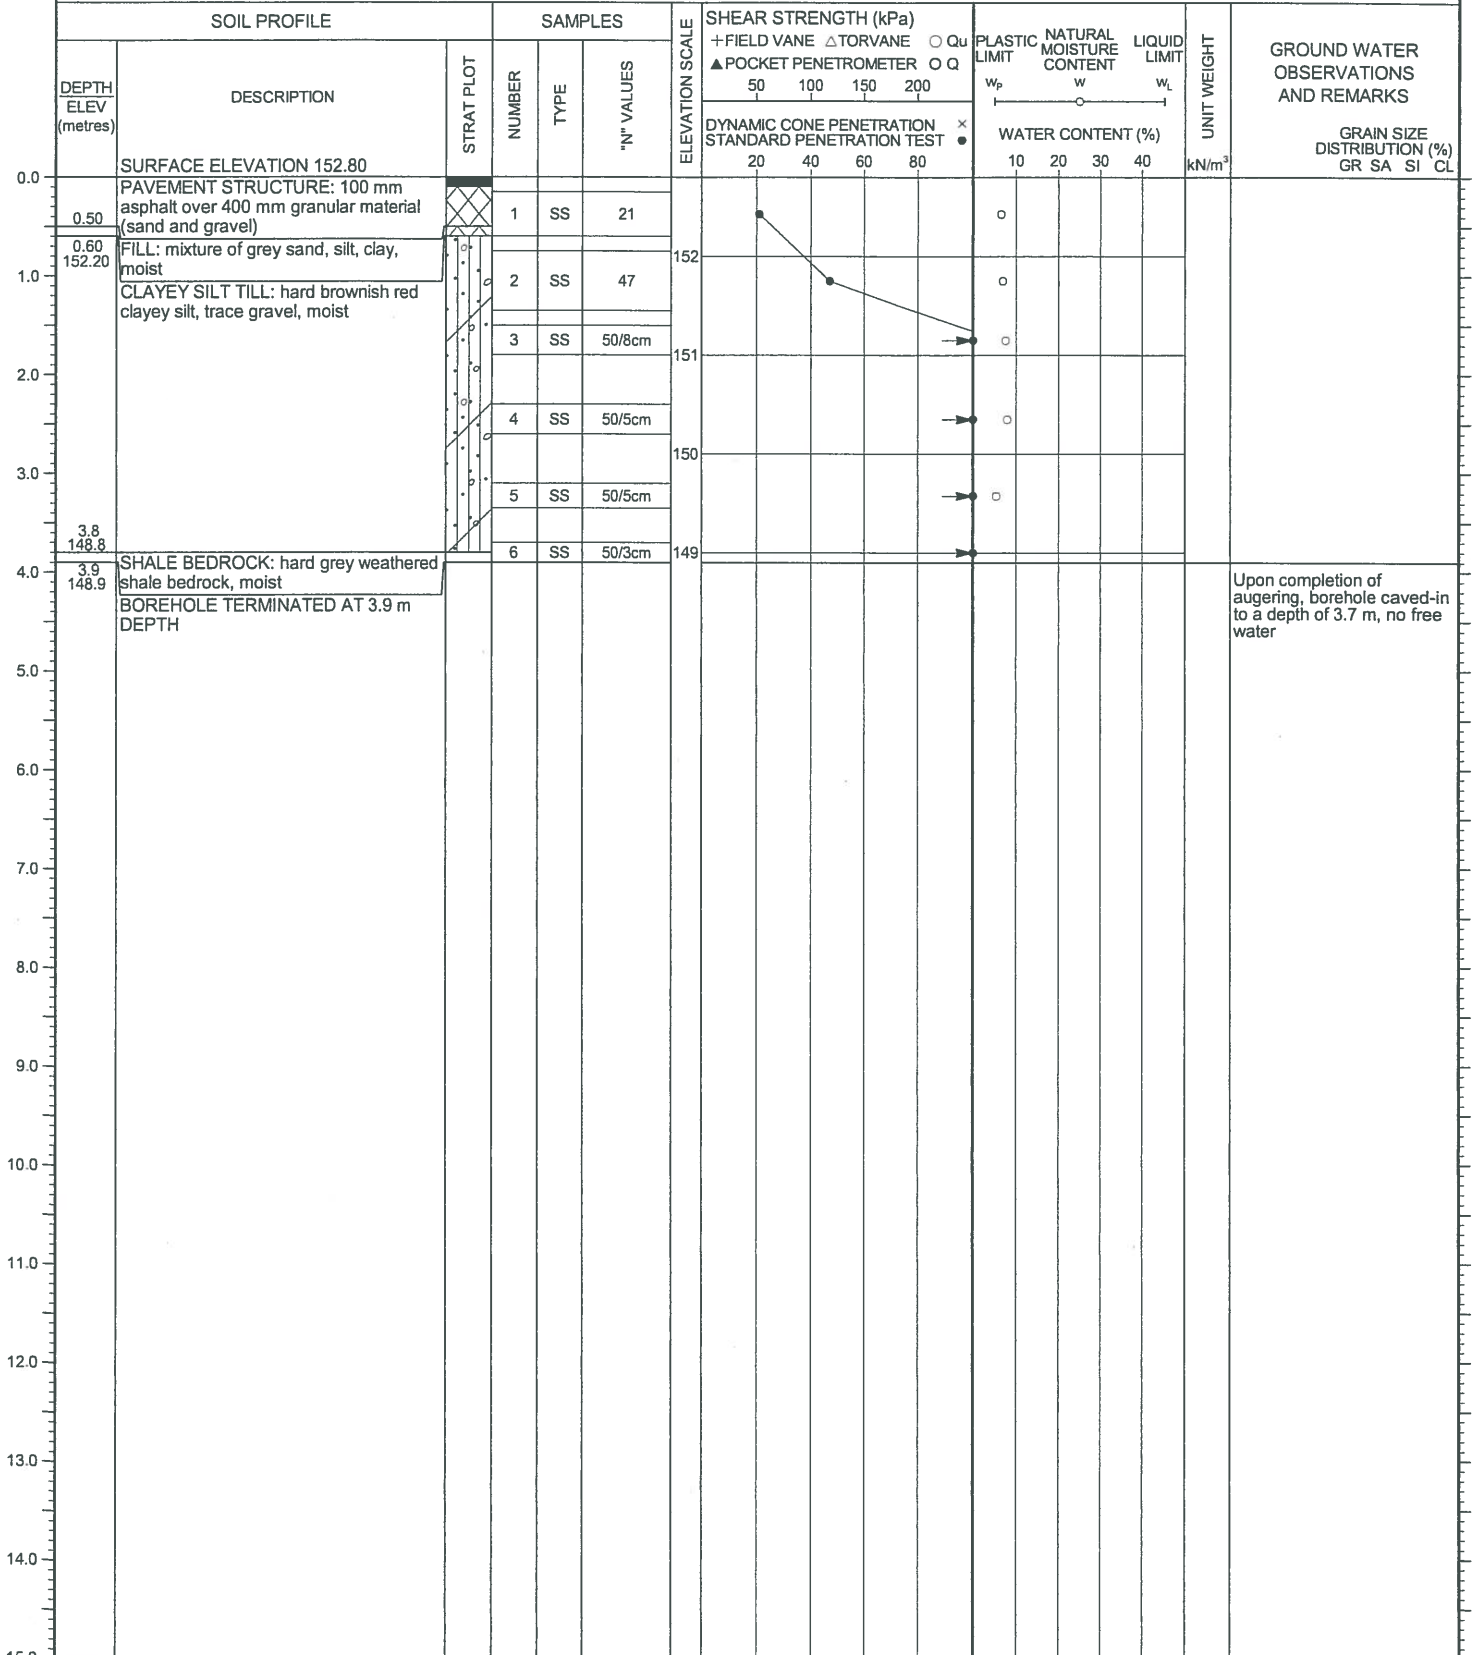 SOIL PROFILE
SAMPLES
DEPTH
ELEV
(metres)
DESCRIPTION
STRAT PLOT
NUMBER
TYPE
"N" VALUES
ELEVATION SCALE
SHEAR STRENGTH (kPa)
+FIELD VANE △TORVANE ○ Qu
▲POCKET PENETROMETER O Q
50 100 150 200
DYNAMIC CONE PENETRATION ×
STANDARD PENETRATION TEST ●
20 40 60 80
PLASTIC LIMIT
NATURAL MOISTURE CONTENT
LIQUID LIMIT
WP W WL
WATER CONTENT (%)
10 20 30 40
UNIT WEIGHT
kN/m³
GROUND WATER
OBSERVATIONS
AND REMARKS
GRAIN SIZE
DISTRIBUTION (%)
GR SA SI CL
SURFACE ELEVATION 152.80
0.0
PAVEMENT STRUCTURE: 100 mm
asphalt over 400 mm granular material
0.50 (sand and gravel)
1 SS 21
0.60
152.20
FILL: mixture of grey sand, silt, clay,
moist
152
1.0
2 SS 47
CLAYEY SILT TILL: hard brownish red
clayey silt, trace gravel, moist
3 SS 50/8cm
151
2.0
4 SS 50/5cm
150
3.0
5 SS 50/5cm
3.8
148.8
6 SS 50/3cm
149
3.9
148.9
4.0
SHALE BEDROCK: hard grey weathered
shale bedrock, moist
BOREHOLE TERMINATED AT 3.9 m
DEPTH
Upon completion of
augering, borehole caved-in
to a depth of 3.7 m, no free
water
5.0
6.0
7.0
8.0
9.0
10.0
11.0
12.0
13.0
14.0